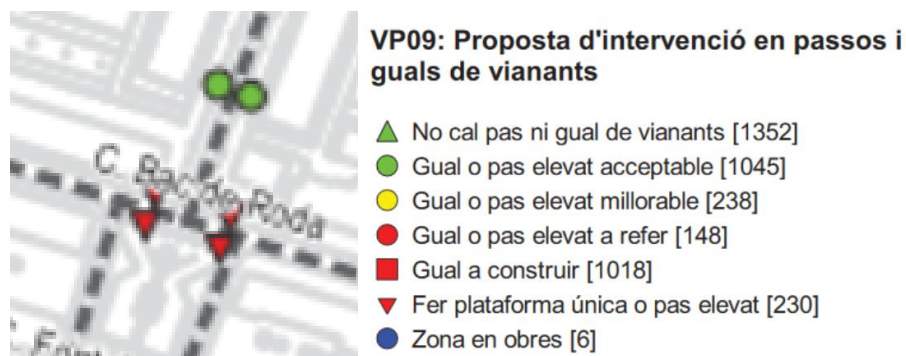 C. Bac de Roda
VP09: Proposta d'intervenció en passos i
guals de vianants
No cal pas ni gual de vianants [1352]
Gual o pas elevat acceptable [1045]
Gual o pas elevat millorable [238]
Gual o pas elevat a refer [148]
Gual a construir [1018]
Fer plataforma única o pas elevat [230]
Zona en obres [6]